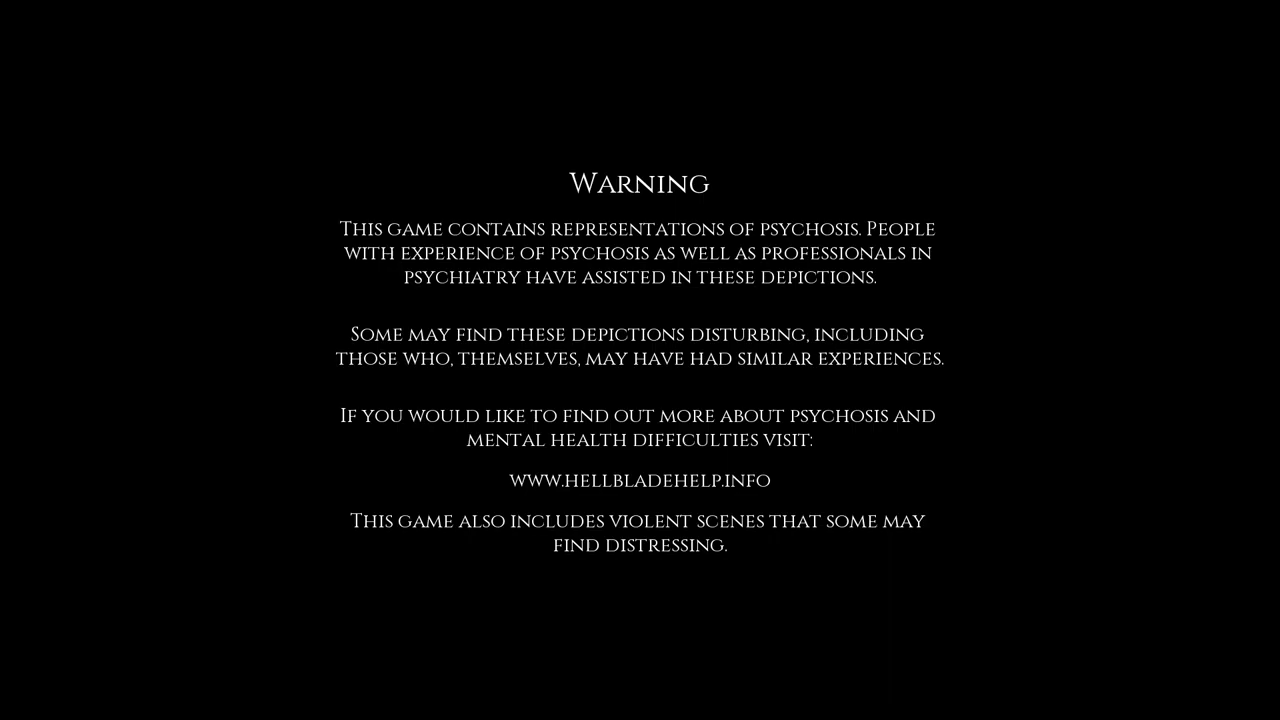 Warning
This game contains representations of psychosis. People
with experience of psychosis as well as professionals in
psychiatry have assisted in these depictions.
Some may find these depictions disturbing, including
those who, themselves, may have had similar experiences.
If you would like to find out more about psychosis and
mental health difficulties visit:
www.hellbladehelp.info
This game also includes violent scenes that some may
find distressing.